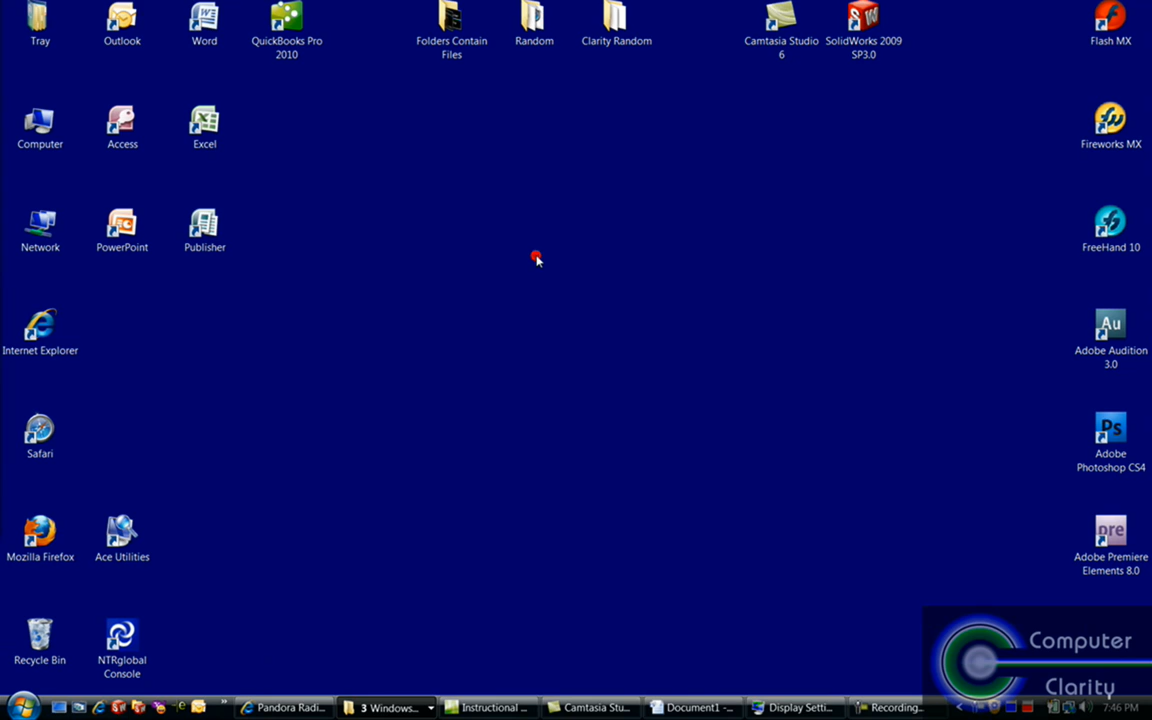 Tray
Outlook
Word
QuickBooks Pro
2010
Folders Contain
Files
Random
Clarity Random
Camtasia Studio
6
SolidWorks 2009
SP3.0
Flash MX
Computer
Access
Excel
Fireworks MX
Network
PowerPoint
Publisher
FreeHand 10
Internet Explorer
Au
Adobe Audition
3.0
Safari
Ps
Adobe
Photoshop CS4
Mozilla Firefox
Ace Utilities
pre
Adobe Premiere
Elements 8.0
Recycle Bin
NTRglobal
Console
Computer
Clarity
Pandora Radi...
3 Windows...
Instructional ...
Camtasia Stu...
Document1 -...
Display Setti...
Recording...
7:46 PM